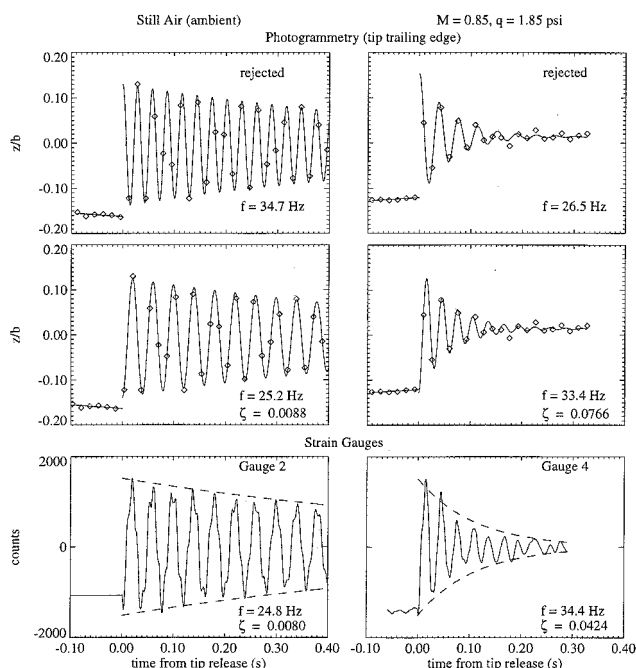 Still Air (ambient)
M = 0.85, q = 1.85 psi
Photogrammetry (tip trailing edge)
0.20
0.10
0.00
-0.10
-0.20
z/b
rejected
f = 34.7 Hz
rejected
f = 26.5 Hz
0.20
0.10
0.00
-0.10
-0.20
z/b
f = 25.2 Hz
ζ = 0.0088
f = 33.4 Hz
ζ = 0.0766
Strain Gauges
2000
0
-2000
counts
Gauge 2
f = 24.8 Hz
ζ = 0.0080
Gauge 4
f = 34.4 Hz
ζ = 0.0424
-0.10 0.00 0.10 0.20 0.30 0.40
time from tip release (s)
-0.10 0.00 0.10 0.20 0.30 0.40
time from tip release (s)